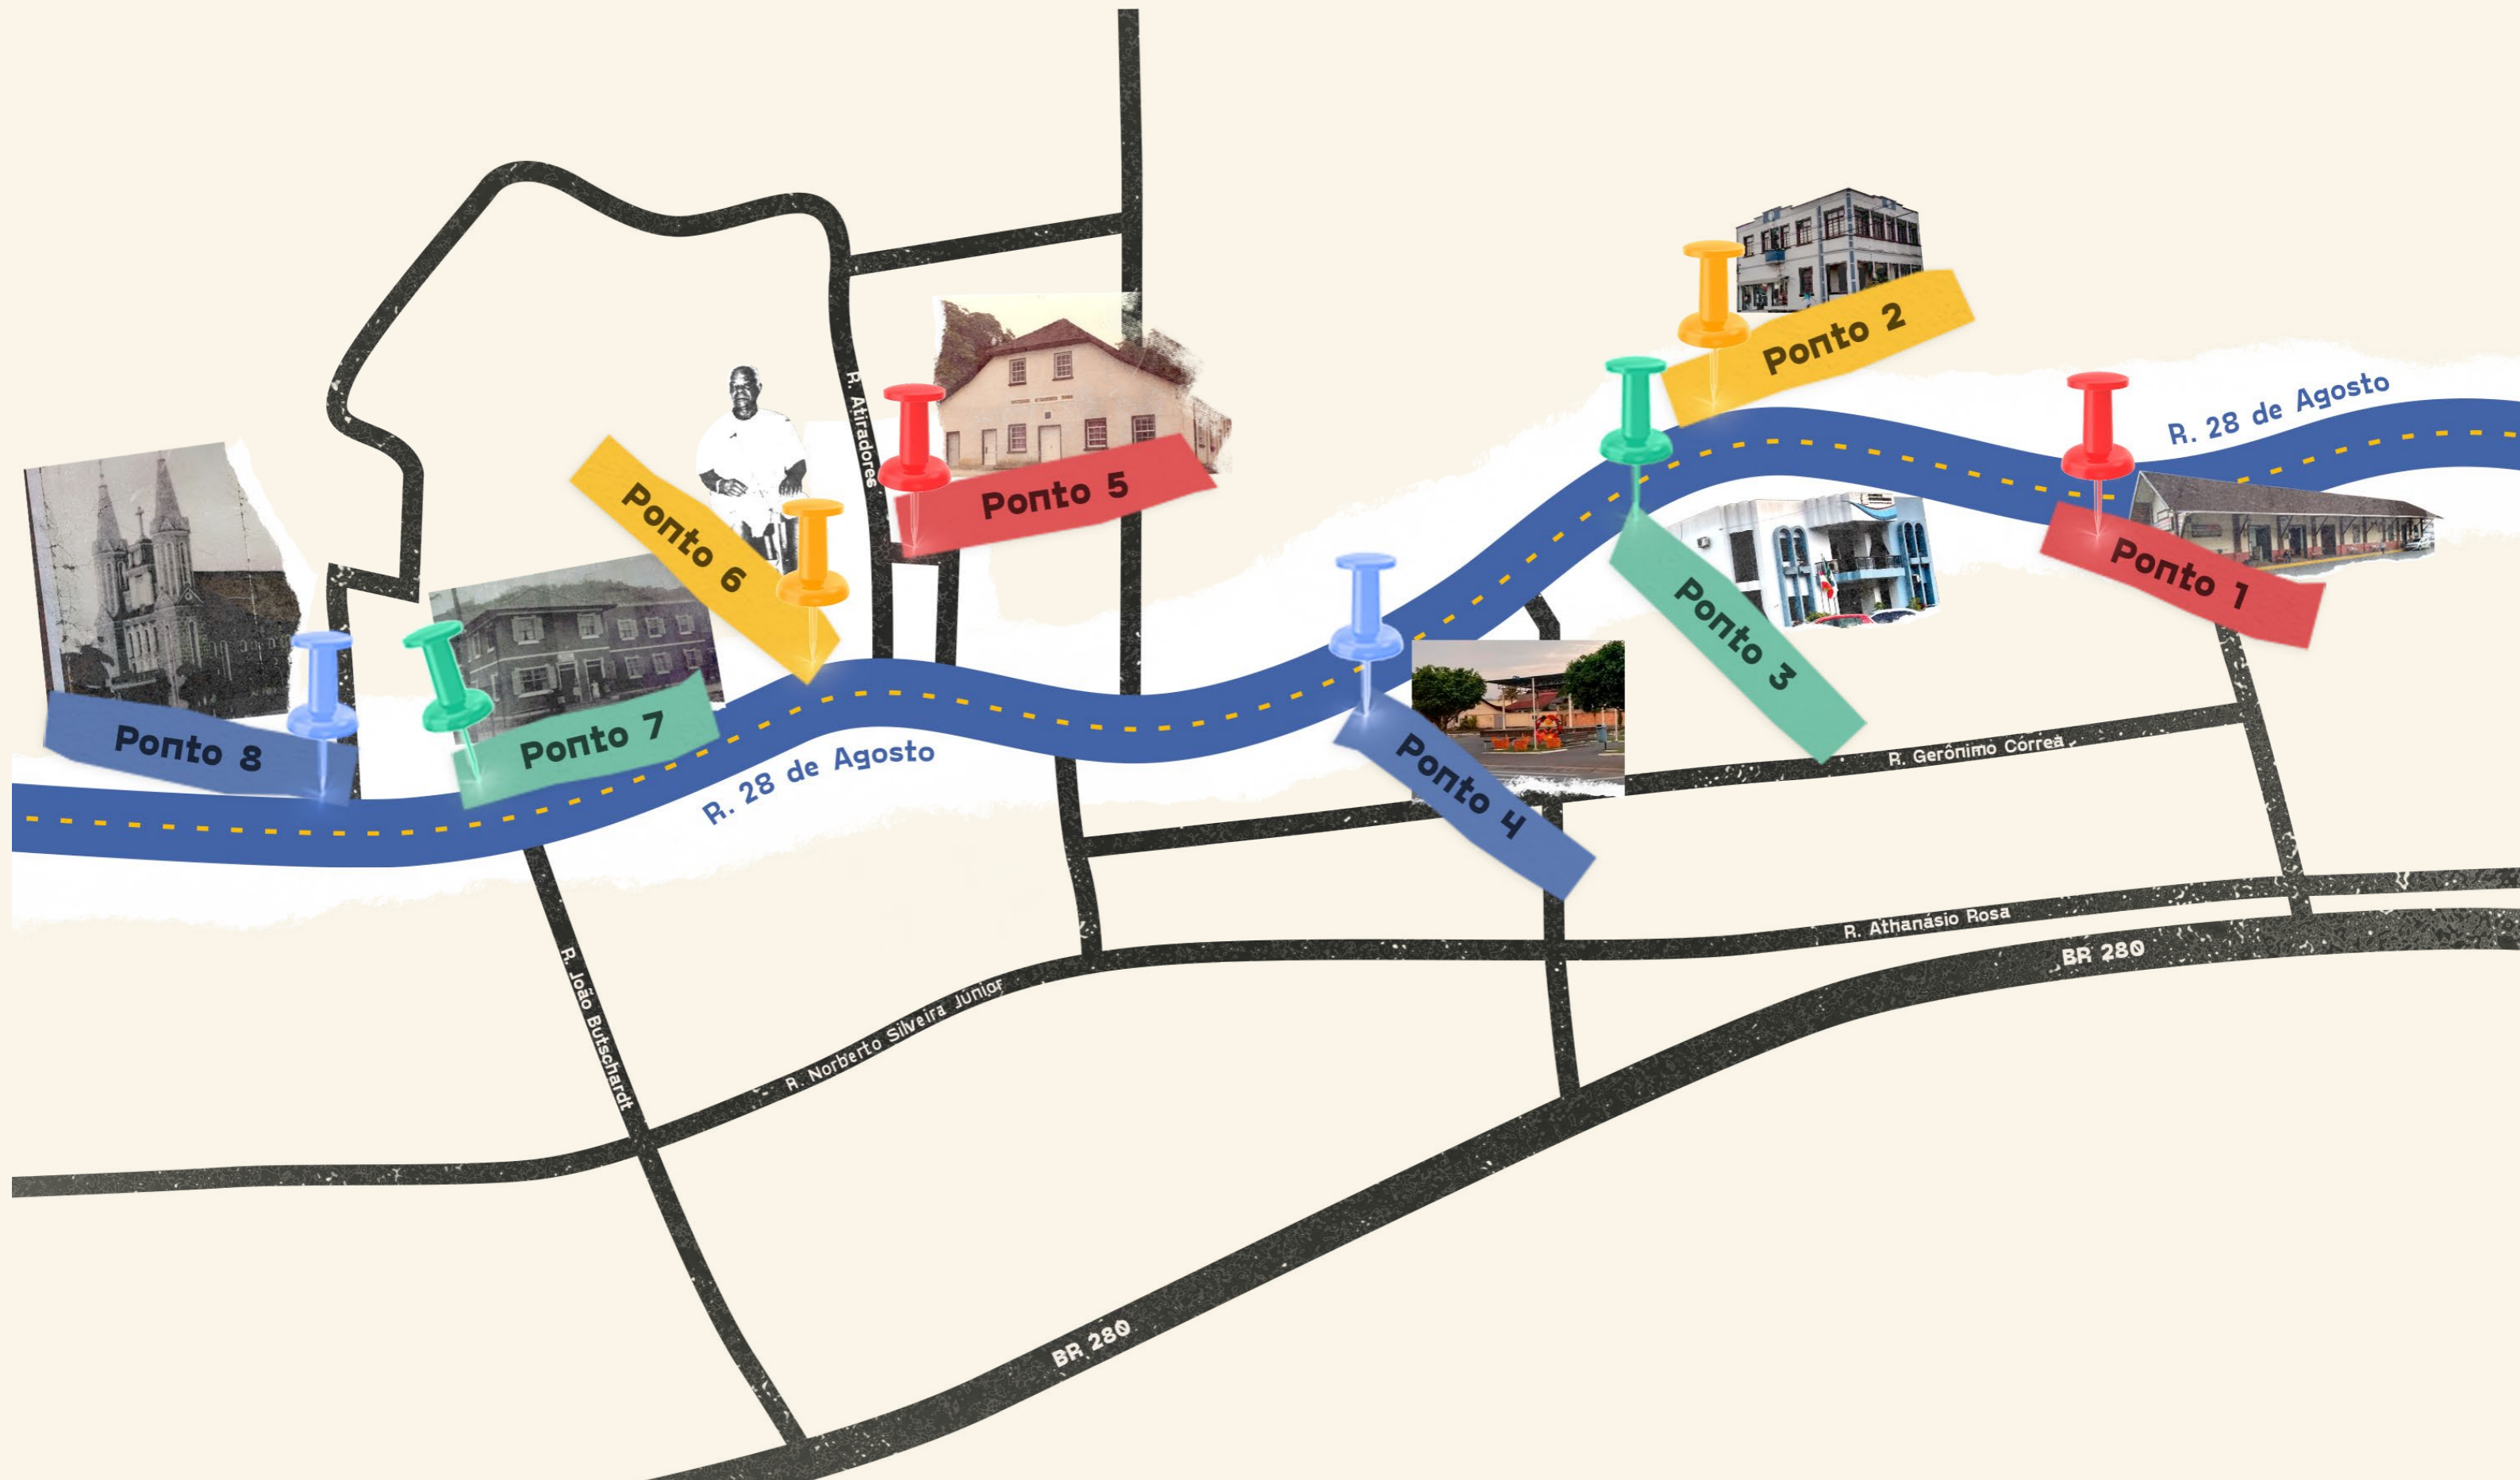 Ponto 2
R. 28 de Agosto
R. Atiradores
Ponto 5
Ponto 6
Ponto 1
Ponto 3
Ponto 7
Ponto 8
R. 28 de Agosto
R. Gerônimo Córrea
Ponto 4
R. Athanásio Rosa
BR 280
R. João Butschardt
R. Norberto Silveira Júnior
BR 280